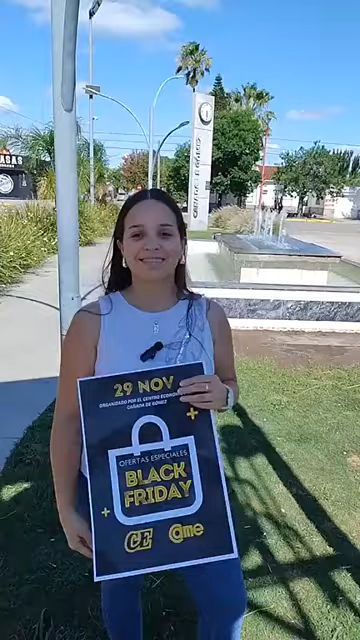 29 NOV
ORGANIZADO POR EL CENTRO ECONÓMICO
CAÑADA DE GÓMEZ
OFERTAS ESPECIALES
BLACK
FRIDAY
CE
came